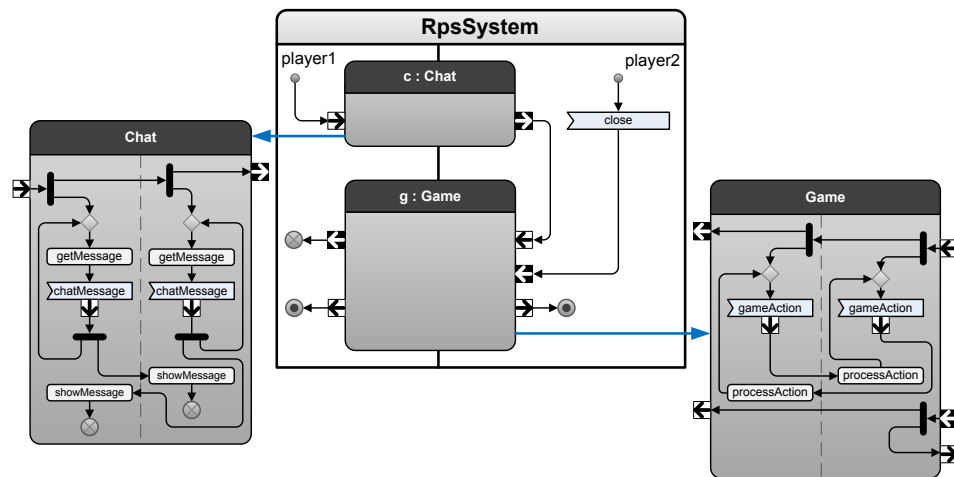 RpsSystem
player1
player2
c : Chat
close
Chat
g : Game
Game
getMessage
getMessage
chatMessage
chatMessage
gameAction
gameAction
showMessage
processAction
showMessage
processAction